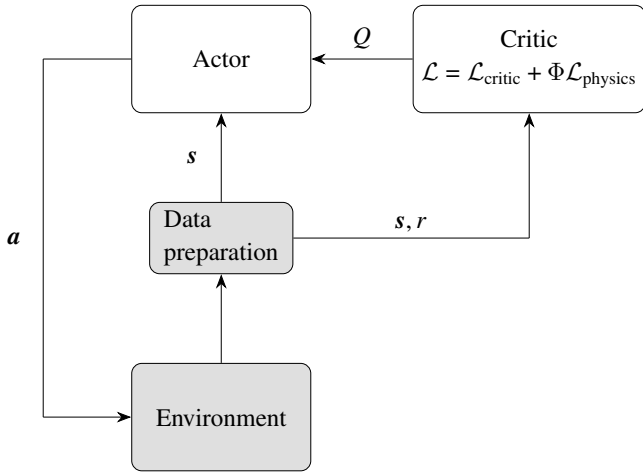 Actor
Q
Critic
ℒ = ℒcritic + Φℒphysics
s
Data
preparation
s, r
a
Environment